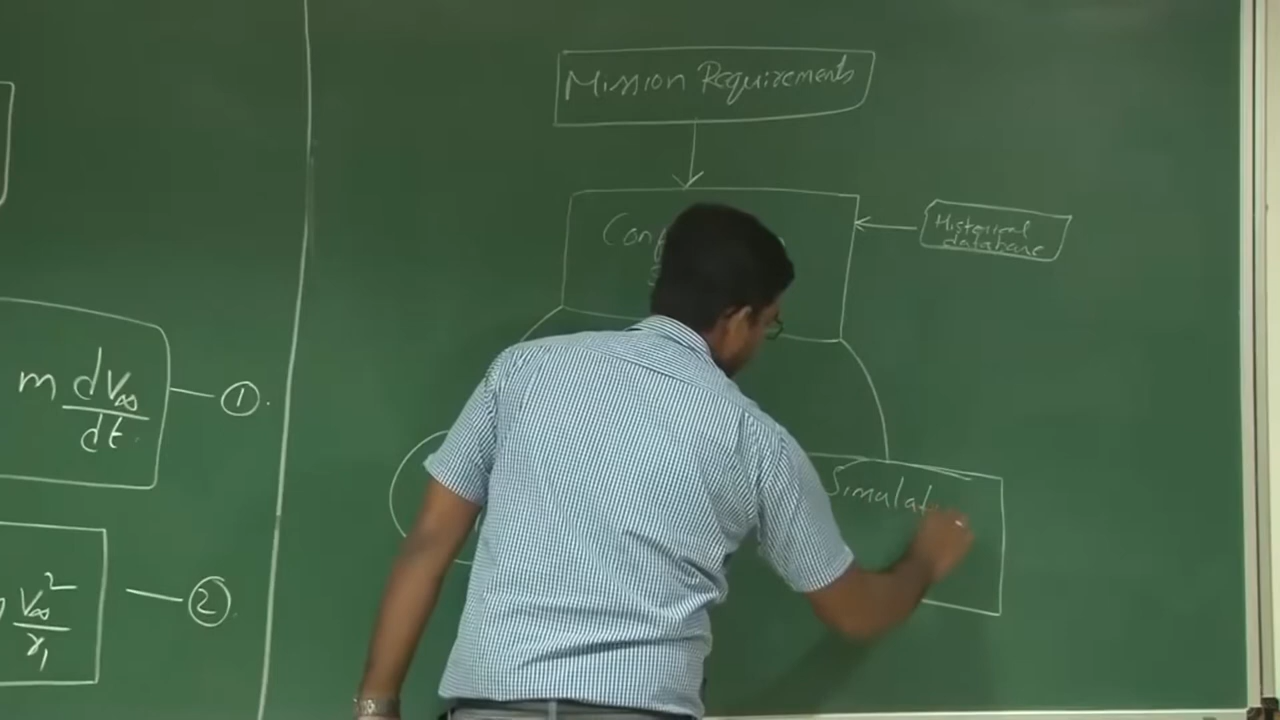 m dV∞
dt
①
V∞²
r₁
②
Mission Requirements
Historical
database
Simulat